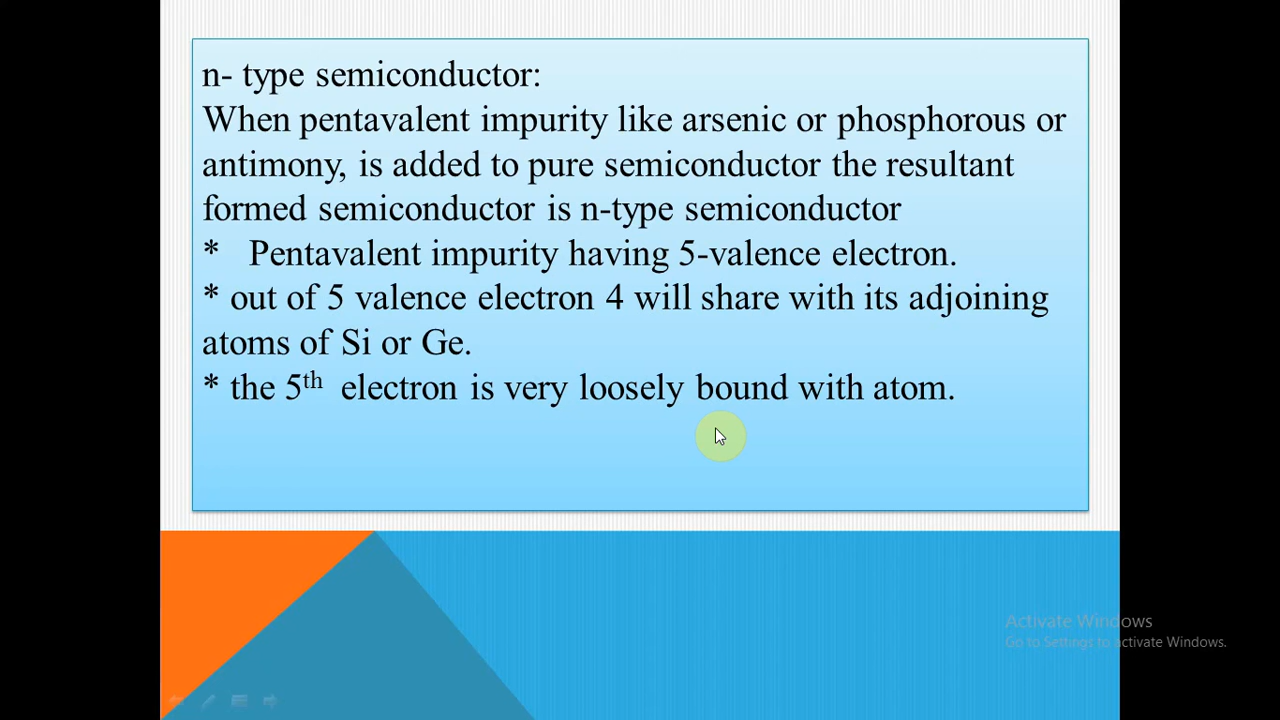 n- type semiconductor:
When pentavalent impurity like arsenic or phosphorous or
antimony, is added to pure semiconductor the resultant
formed semiconductor is n-type semiconductor
* Pentavalent impurity having 5-valence electron.
* out of 5 valence electron 4 will share with its adjoining
atoms of Si or Ge.
* the 5th electron is very loosely bound with atom.
Activate Windows
Go to Settings to activate Windows.